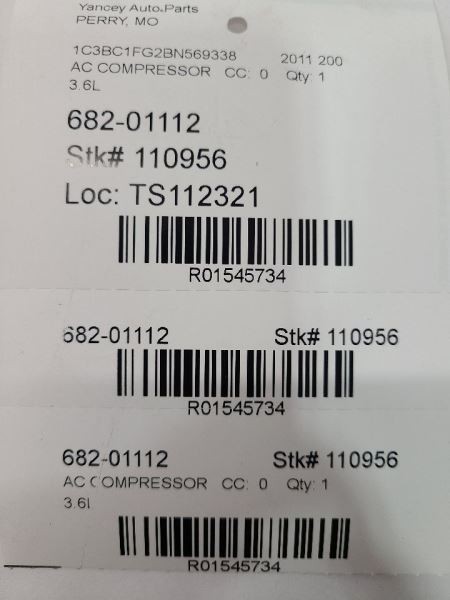 Yancey Auto Parts
PERRY, MO
1C3BC1FG2BN569338 2011 200
AC COMPRESSOR CC: 0 Qty: 1
3.6L
682-01112
Stk# 110956
Loc: TS112321
R01545734
682-01112 Stk# 110956
R01545734
682-01112 Stk# 110956
AC COMPRESSOR CC: 0 Qty: 1
3.6l
R01545734